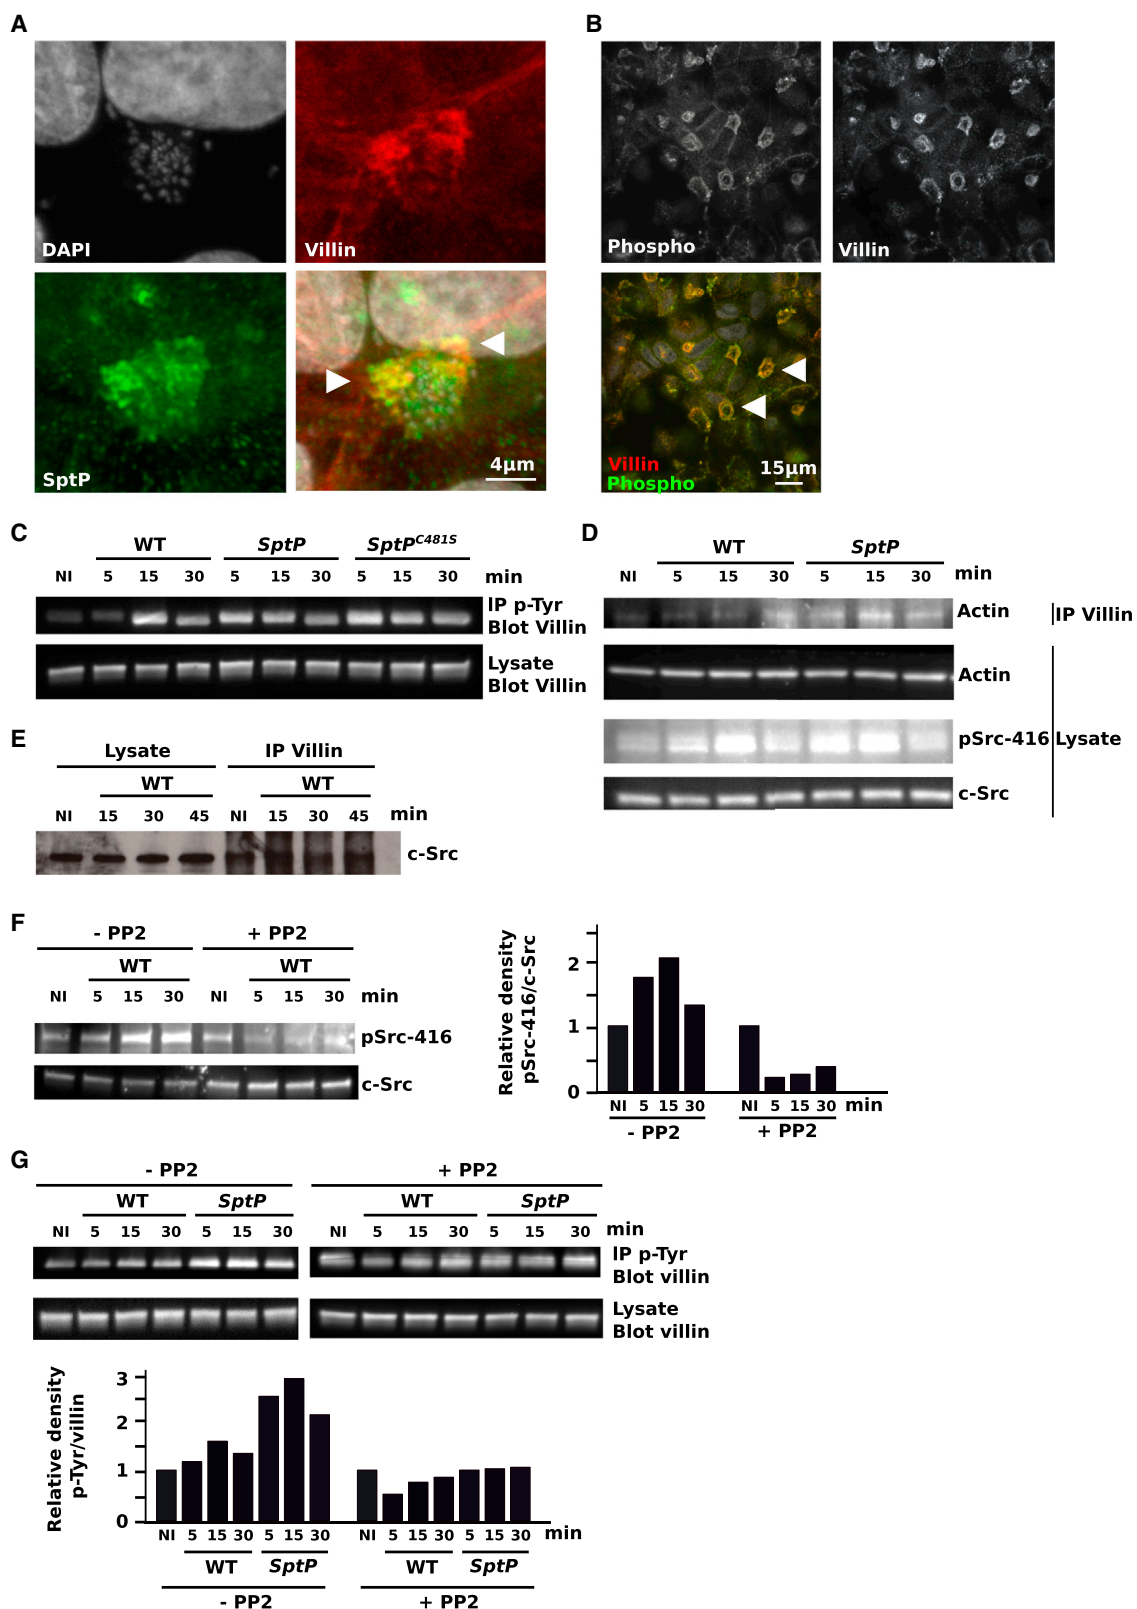 A
B
DAPI
Villin
SptP
4μm
Phospho
Villin
Villin
Phospho
15μm
C
WT SptP SptP^C481S
NI 5 15 30 5 15 30 5 15 30 min
IP p-Tyr
Blot Villin
Lysate
Blot Villin
D
WT SptP
NI 5 15 30 5 15 30 min
Actin IP Villin
Actin
pSrc-416 Lysate
c-Src
E
Lysate IP Villin
WT WT
NI 15 30 45 NI 15 30 45 min
c-Src
F
- PP2 + PP2
WT WT
NI 5 15 30 NI 5 15 30 min
pSrc-416
c-Src
Relative density
pSrc-416/c-Src
2
1
0
NI 5 15 30 NI 5 15 30 min
- PP2 + PP2
G
- PP2 + PP2
WT SptP WT SptP
NI 5 15 30 5 15 30 NI 5 15 30 5 15 30 min
IP p-Tyr
Blot villin
Lysate
Blot villin
Relative density
p-Tyr/villin
3
2
1
0
NI 5 15 30 5 15 30 NI 5 15 30 5 15 30 min
WT SptP WT SptP
- PP2 + PP2